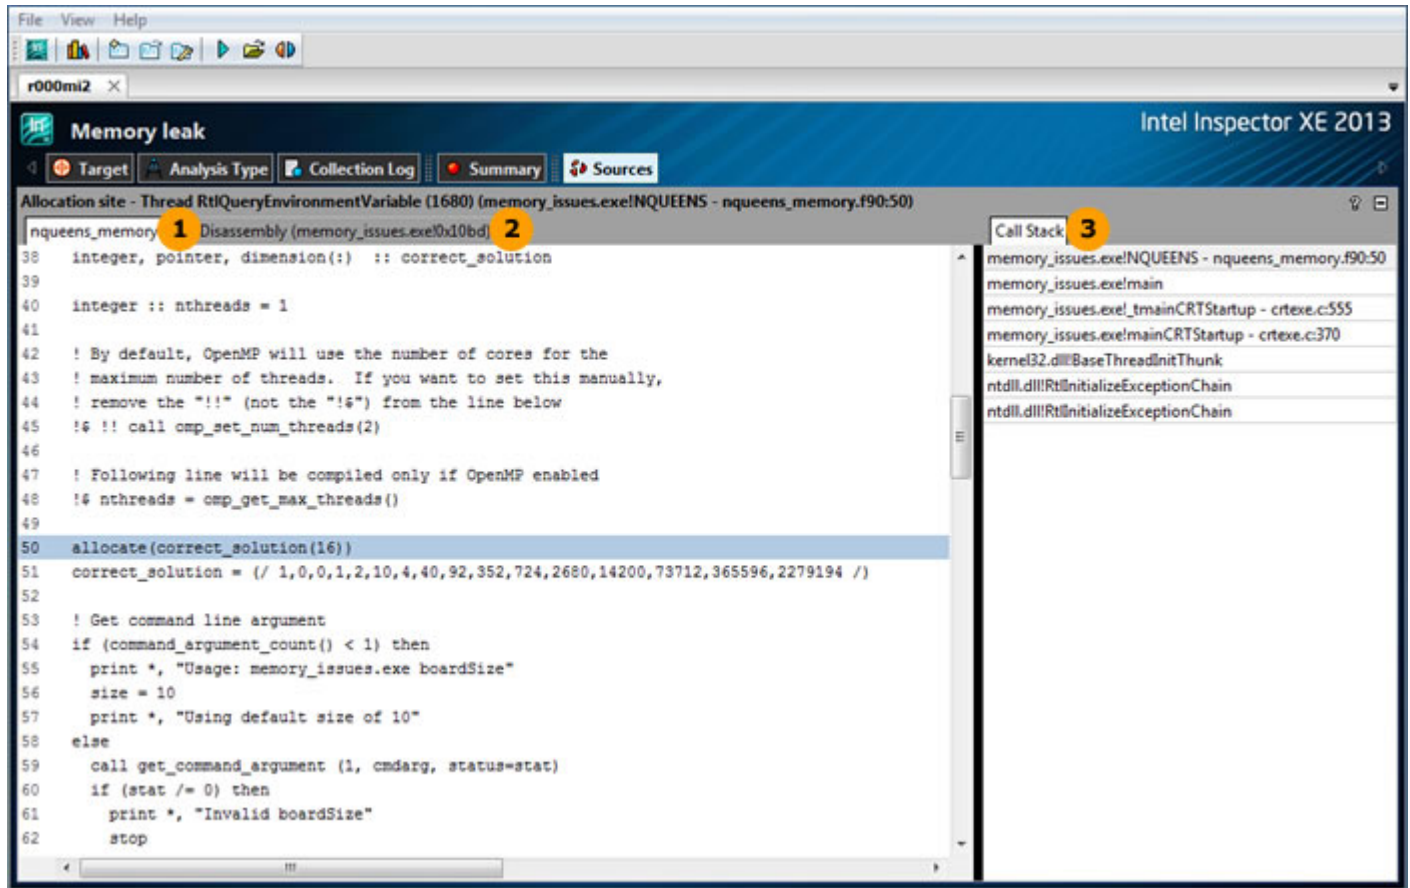 File View Help
r000mi2
Memory leak
Intel Inspector XE 2013
Target Analysis Type Collection Log Summary Sources
Allocation site - Thread RtlQueryEnvironmentVariable (1680) (memory_issues.exe!NQUEENS - nqueens_memory.f90:50)
nqueens_memory 1 Disassembly (memory_issues.exe!0x10bd) 2
38 integer, pointer, dimension(:) :: correct_solution
39
40 integer :: nthreads = 1
41
42 ! By default, OpenMP will use the number of cores for the
43 ! maximum number of threads. If you want to set this manually,
44 ! remove the "!!" (not the "!$") from the line below
45 !$ !! call omp_set_num_threads(2)
46
47 ! Following line will be compiled only if OpenMP enabled
48 !$ nthreads = omp_get_max_threads()
49
50 allocate(correct_solution(16))
51 correct_solution = (/ 1,0,0,1,2,10,4,40,92,352,724,2680,14200,73712,365596,2279194 /)
52
53 ! Get command line argument
54 if (command_argument_count() < 1) then
55 print *, "Usage: memory_issues.exe boardSize"
56 size = 10
57 print *, "Using default size of 10"
58 else
59 call get_command_argument (1, cmdarg, status=stat)
60 if (stat /= 0) then
61 print *, "Invalid boardSize"
62 stop
Call Stack 3
memory_issues.exe!NQUEENS - nqueens_memory.f90:50
memory_issues.exe!main
memory_issues.exe!_tmainCRTStartup - crtexe.c:555
memory_issues.exe!mainCRTStartup - crtexe.c:370
kernel32.dll!BaseThreadInitThunk
ntdll.dll!RtlInitializeExceptionChain
ntdll.dll!RtlInitializeExceptionChain